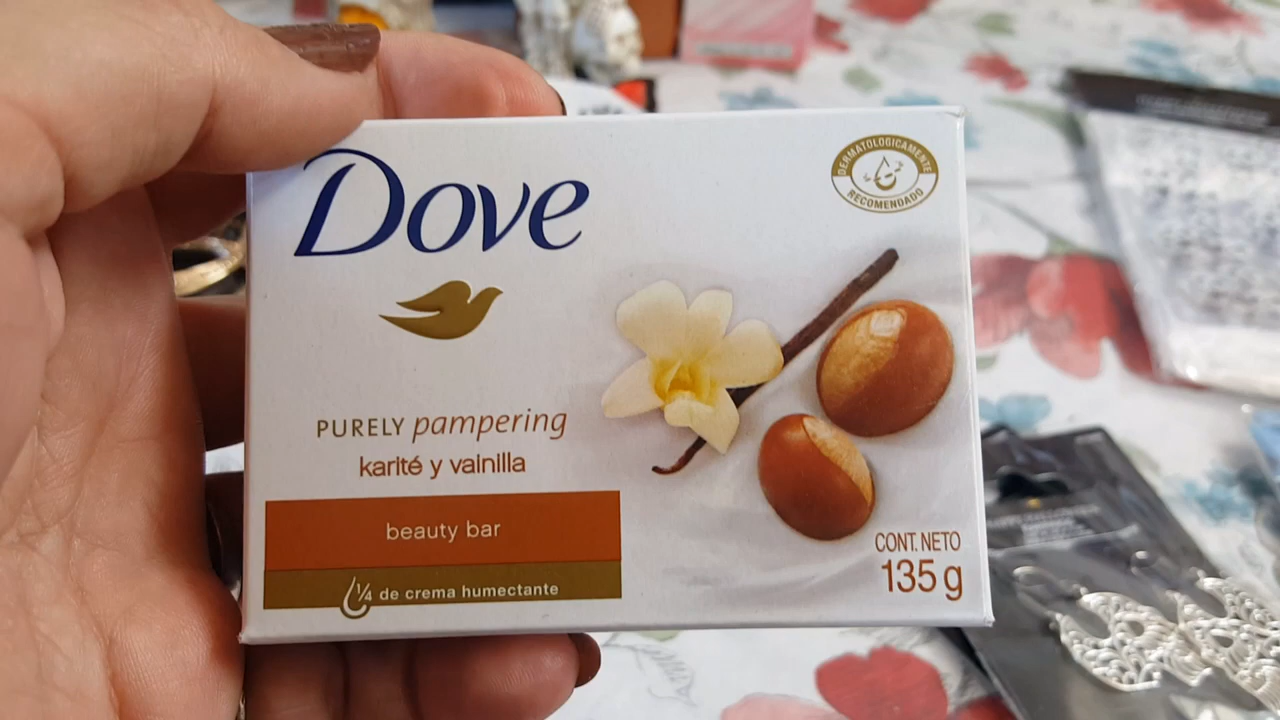 Dove
DERMATOLOGICAMENTE
RECOMENDADO
PURELY pampering
karité y vainilla
beauty bar
¼ de crema humectante
CONT. NETO
135 g